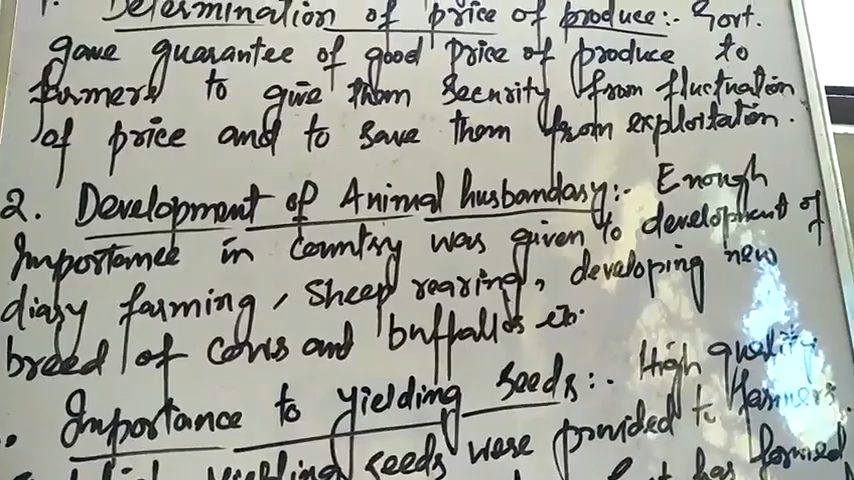 1. Determination of price of produce:- Govt.
gave guarantee of good price of produce to
farmers to give them security from fluctuation
of price and to save them from exploitation.
2. Development of Animal husbandary:- Enough
Importance in country was given to development of
diary farming, sheep rearing, developing new
breed of cows and buffallos etc.
Importance to yielding seeds:- High quality
yielding seeds were provided to farmers.
has formed